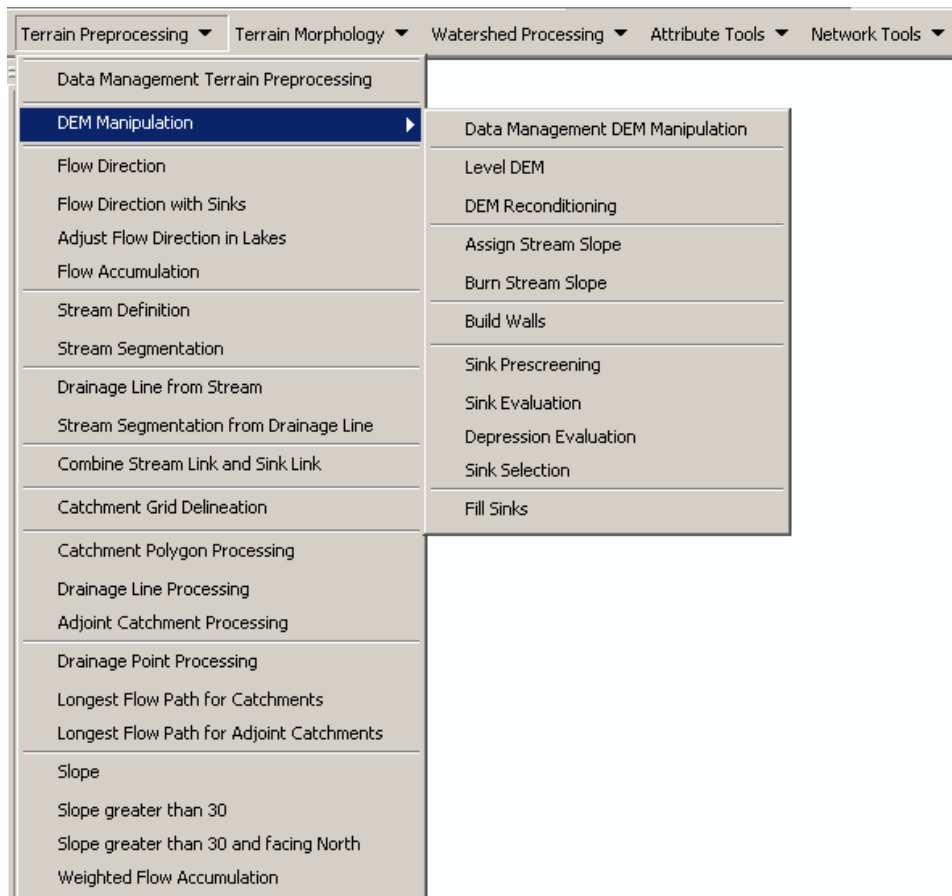 Terrain Preprocessing Terrain Morphology Watershed Processing Attribute Tools Network Tools
Data Management Terrain Preprocessing
DEM Manipulation
Flow Direction
Flow Direction with Sinks
Adjust Flow Direction in Lakes
Flow Accumulation
Stream Definition
Stream Segmentation
Drainage Line from Stream
Stream Segmentation from Drainage Line
Combine Stream Link and Sink Link
Catchment Grid Delineation
Catchment Polygon Processing
Drainage Line Processing
Adjoint Catchment Processing
Drainage Point Processing
Longest Flow Path for Catchments
Longest Flow Path for Adjoint Catchments
Slope
Slope greater than 30
Slope greater than 30 and facing North
Weighted Flow Accumulation
Data Management DEM Manipulation
Level DEM
DEM Reconditioning
Assign Stream Slope
Burn Stream Slope
Build Walls
Sink Prescreening
Sink Evaluation
Depression Evaluation
Sink Selection
Fill Sinks